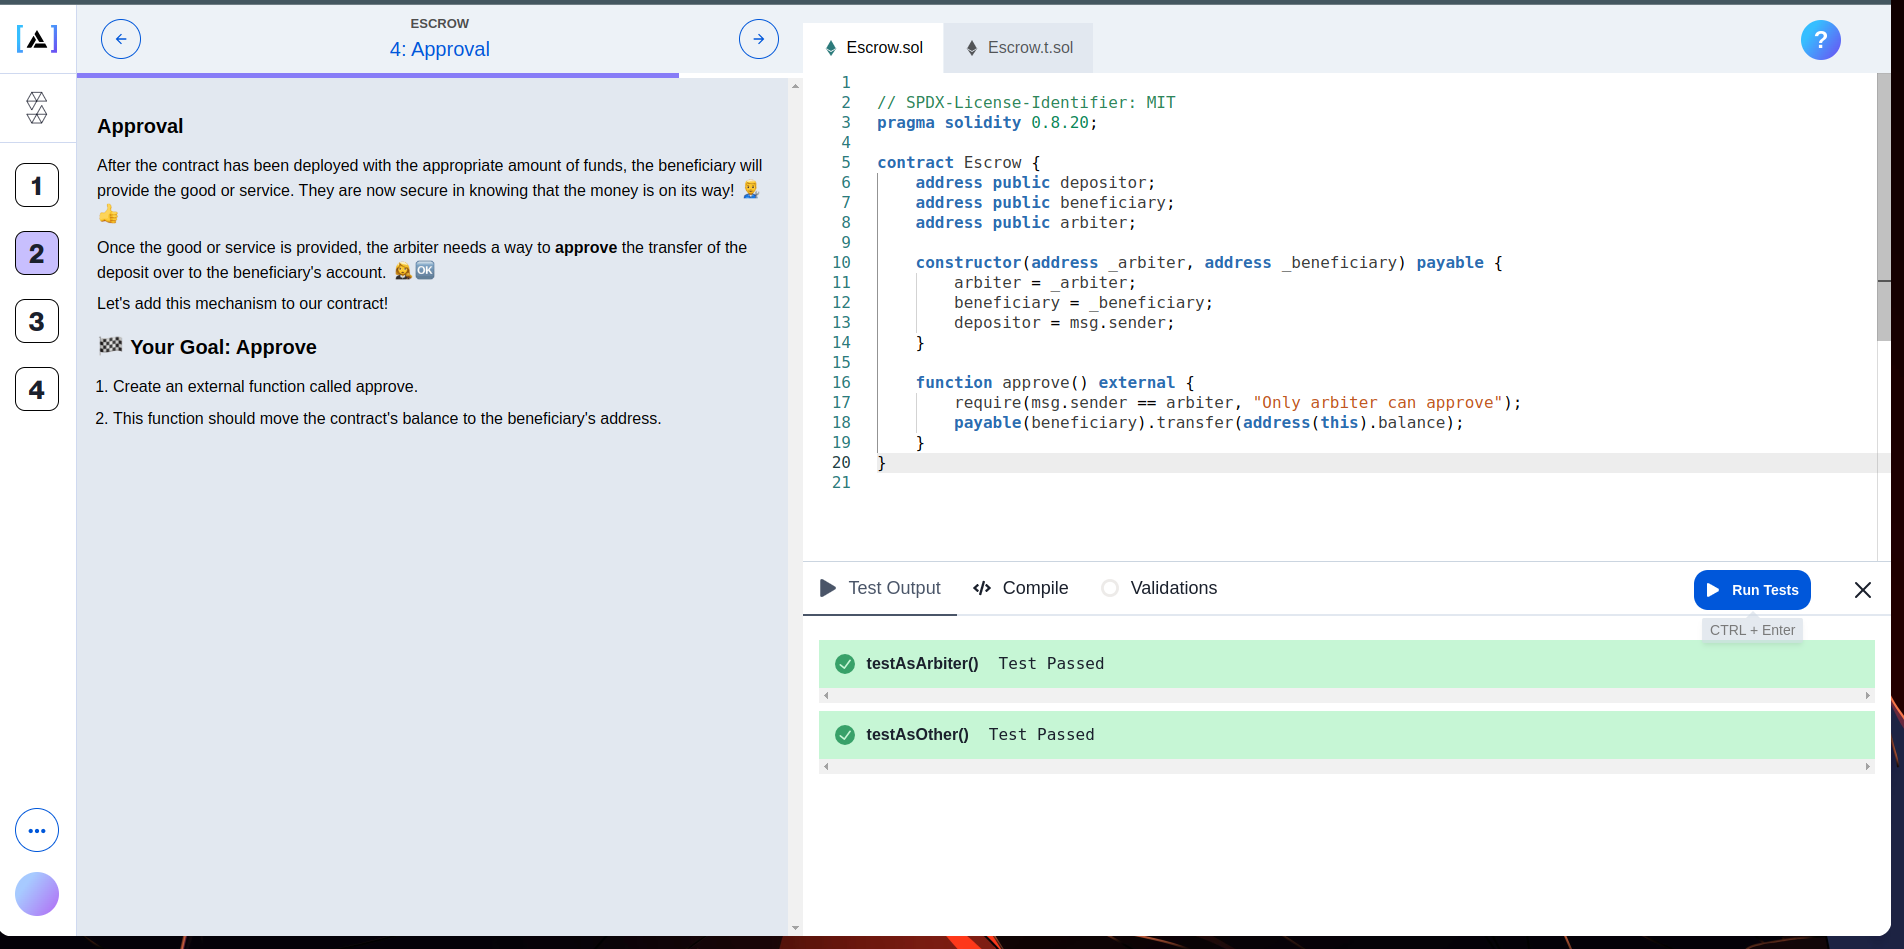 ESCROW
4: Approval
1
2
3
4
Approval
After the contract has been deployed with the appropriate amount of funds, the beneficiary will
provide the good or service. They are now secure in knowing that the money is on its way! 👨‍🔧
👍
Once the good or service is provided, the arbiter needs a way to approve the transfer of the
deposit over to the beneficiary's account. 👩‍⚖️🆗
Let's add this mechanism to our contract!
🏁 Your Goal: Approve
1. Create an external function called approve.
2. This function should move the contract's balance to the beneficiary's address.
Escrow.sol
Escrow.t.sol
?
1
2 // SPDX-License-Identifier: MIT
3 pragma solidity 0.8.20;
4
5 contract Escrow {
6     address public depositor;
7     address public beneficiary;
8     address public arbiter;
9
10     constructor(address _arbiter, address _beneficiary) payable {
11         arbiter = _arbiter;
12         beneficiary = _beneficiary;
13         depositor = msg.sender;
14     }
15
16     function approve() external {
17         require(msg.sender == arbiter, "Only arbiter can approve");
18         payable(beneficiary).transfer(address(this).balance);
19     }
20 }
21
Test Output
Compile
Validations
Run Tests
CTRL + Enter
testAsArbiter() Test Passed
testAsOther() Test Passed